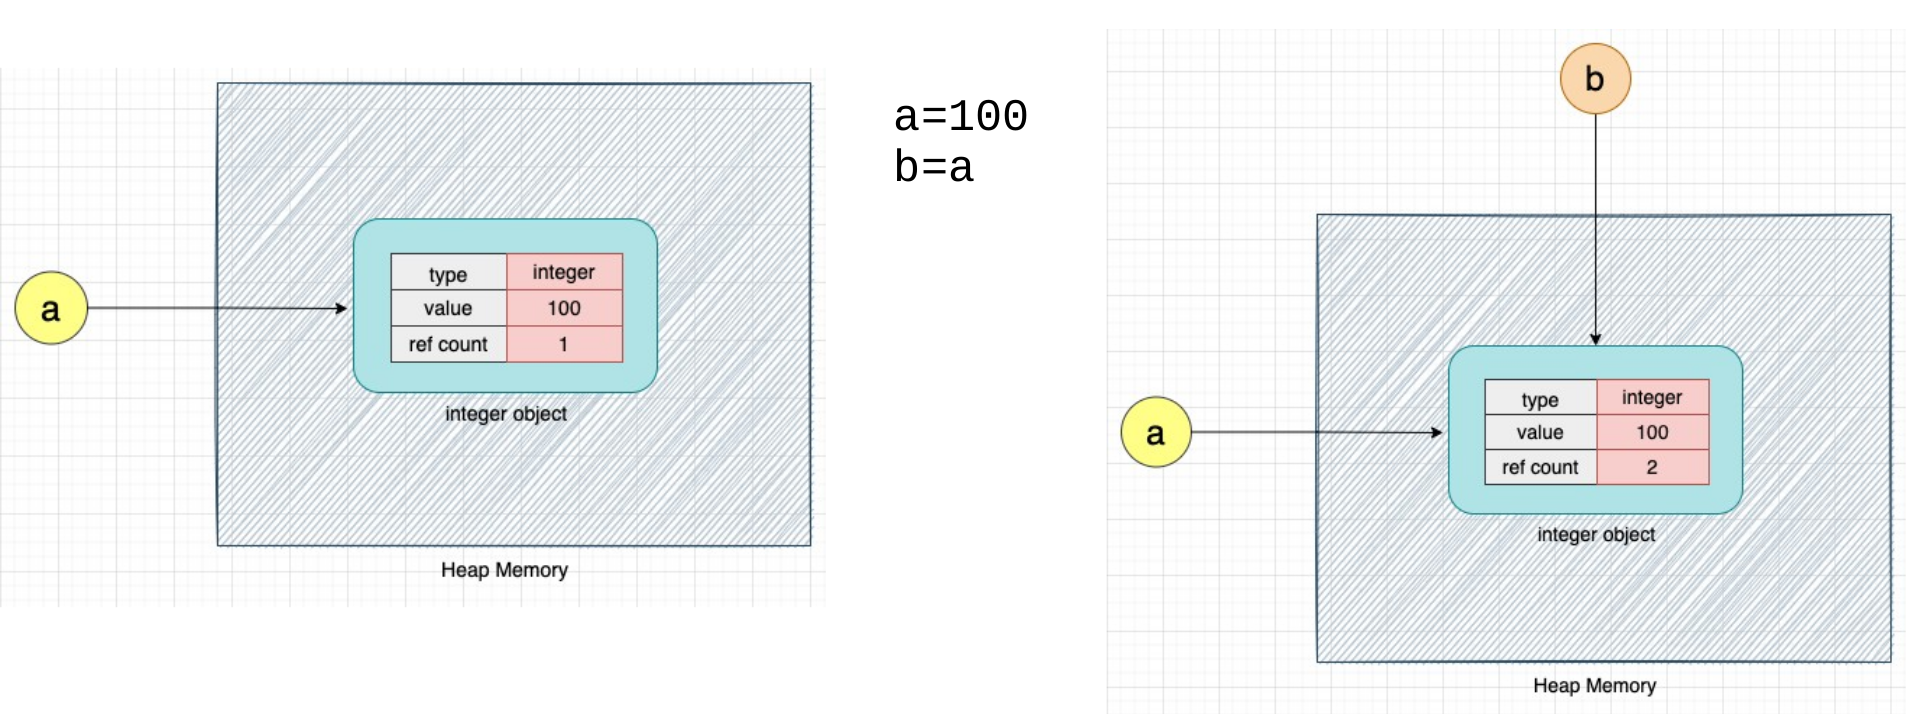 a
type integer
value 100
ref count 1
integer object
Heap Memory
a=100
b=a
b
a
type integer
value 100
ref count 2
integer object
Heap Memory